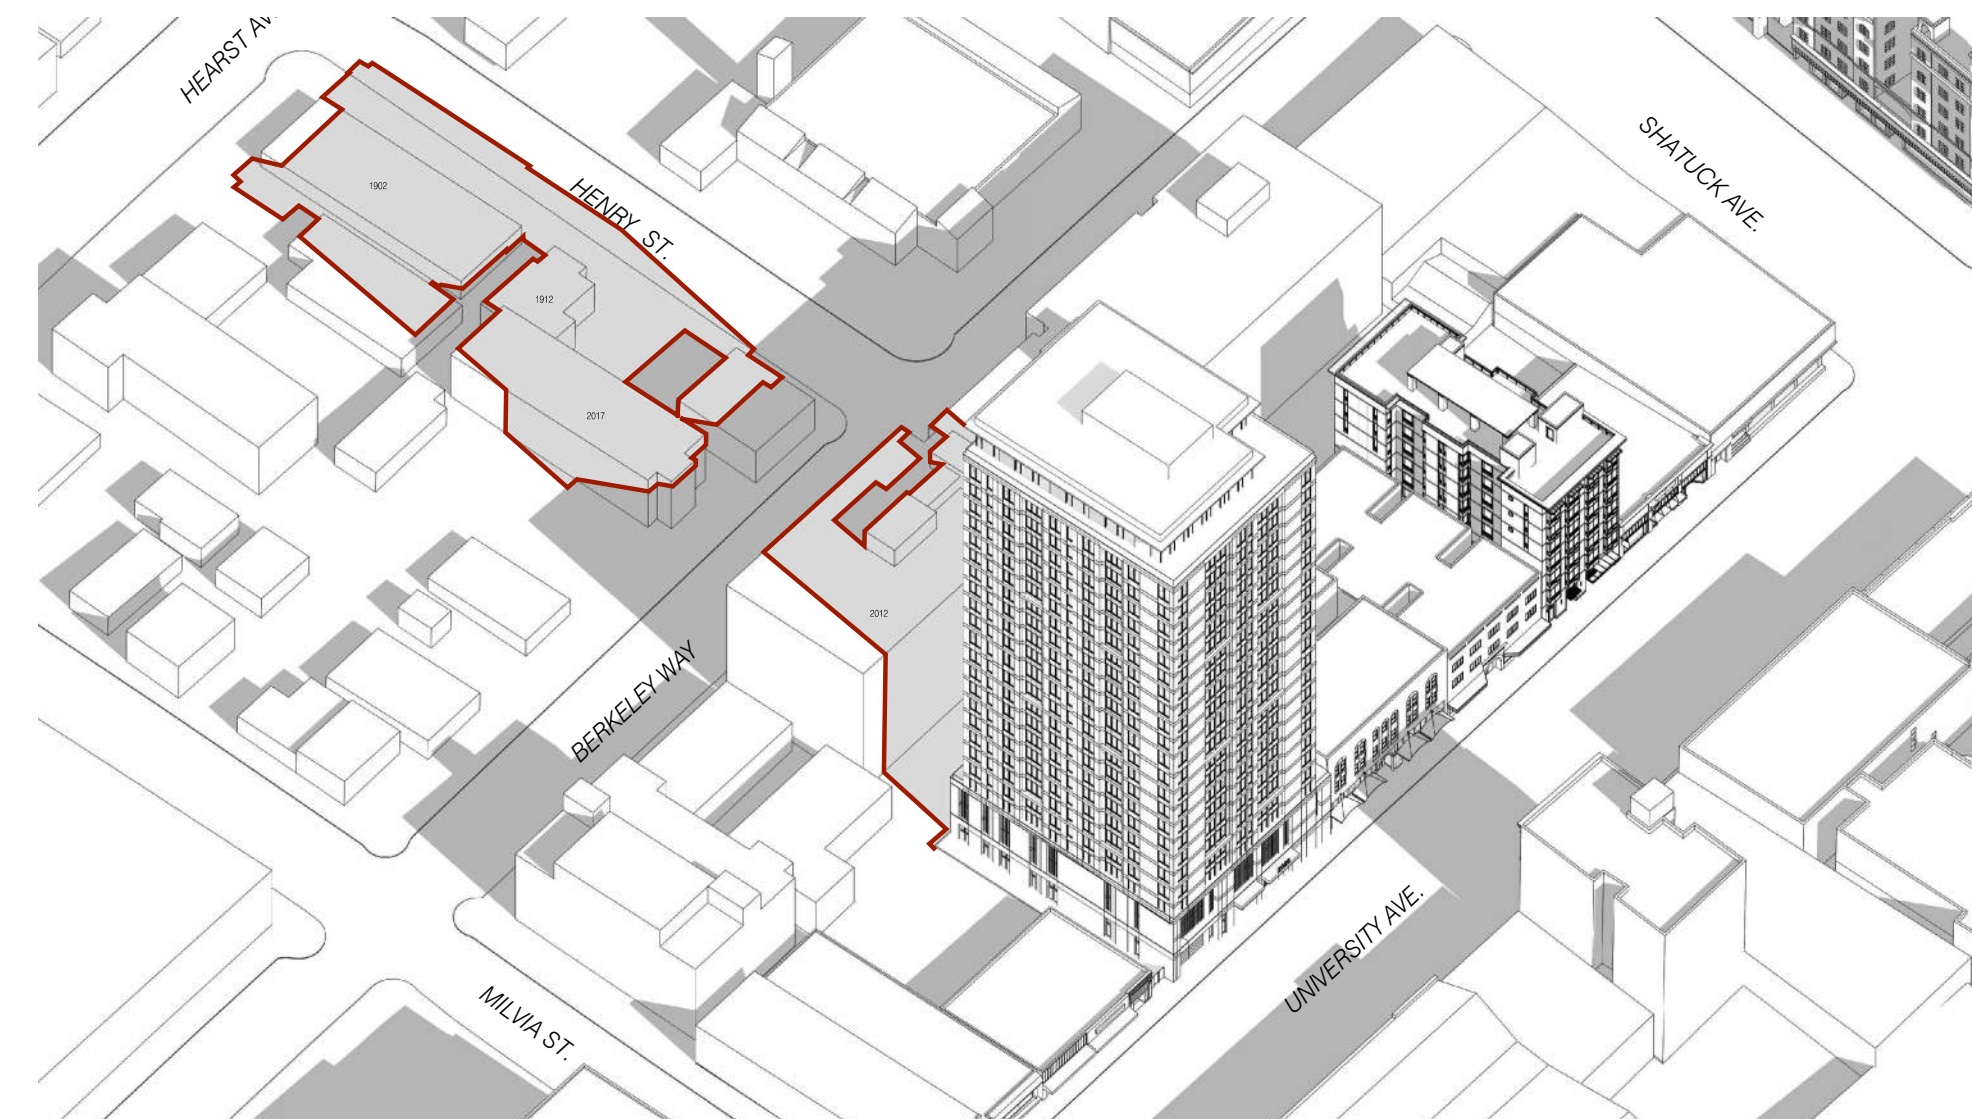 HEARST AV
SHATUCK AVE.
HENRY ST.
1902
1912
2017
2012
BERKELEY WAY
UNIVERSITY AVE.
MILVIA ST.